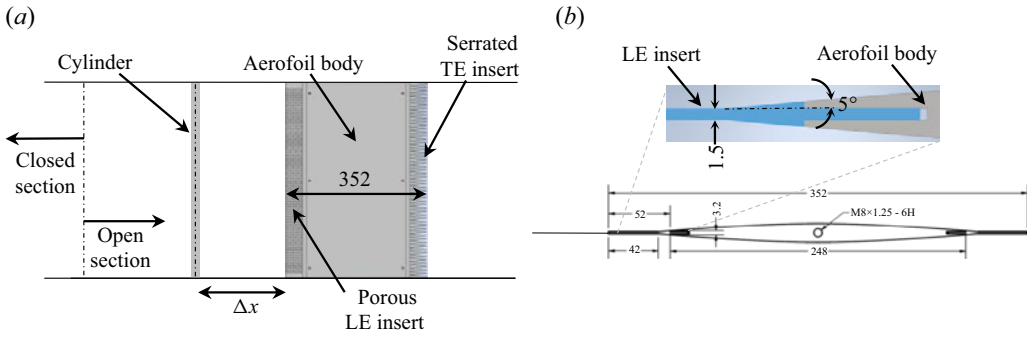 (a)
Cylinder
Aerofoil body
Serrated
TE insert
Closed
section
Open
section
352
Δx
Porous
LE insert
(b)
LE insert
Aerofoil
body
5°
1.5
352
52
3.2
M8×1.25 - 6H
42
248